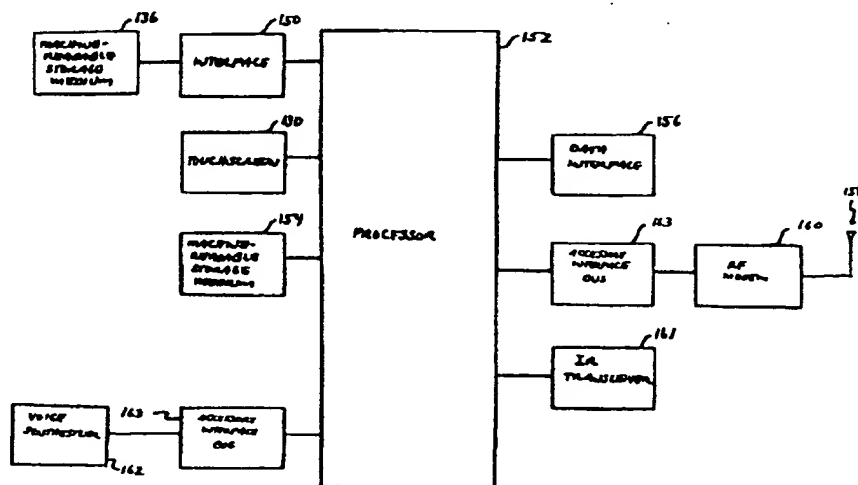 136
MACHINE-
READABLE
STORAGE
MEDIUM
150
INTERFACE
152
PROCESSOR
130
TOUCHSCREEN
154
MACHINE-
READABLE
STORAGE
MEDIUM
156
DATA
INTERFACE
163
ACCESSORY
INTERFACE
BUS
160
RF
MODEM
15
161
IR
TRANSCEIVER
VOICE
SYNTHESIZER
162
163
ACCESSORY
INTERFACE
BUS